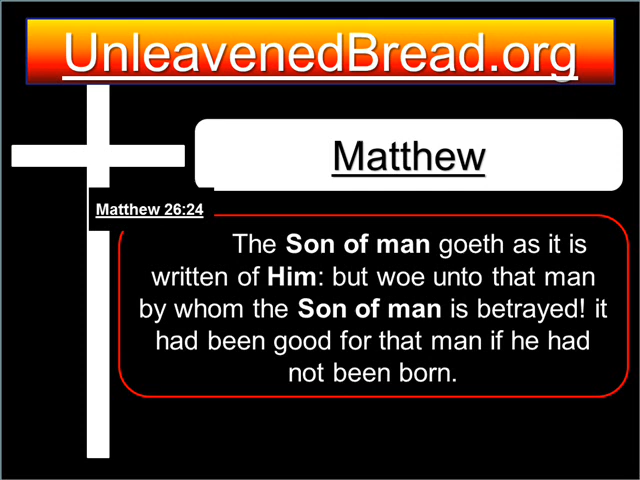 UnleavenedBread.org
Matthew
Matthew 26:24
The Son of man goeth as it is
written of Him: but woe unto that man
by whom the Son of man is betrayed! it
had been good for that man if he had
not been born.